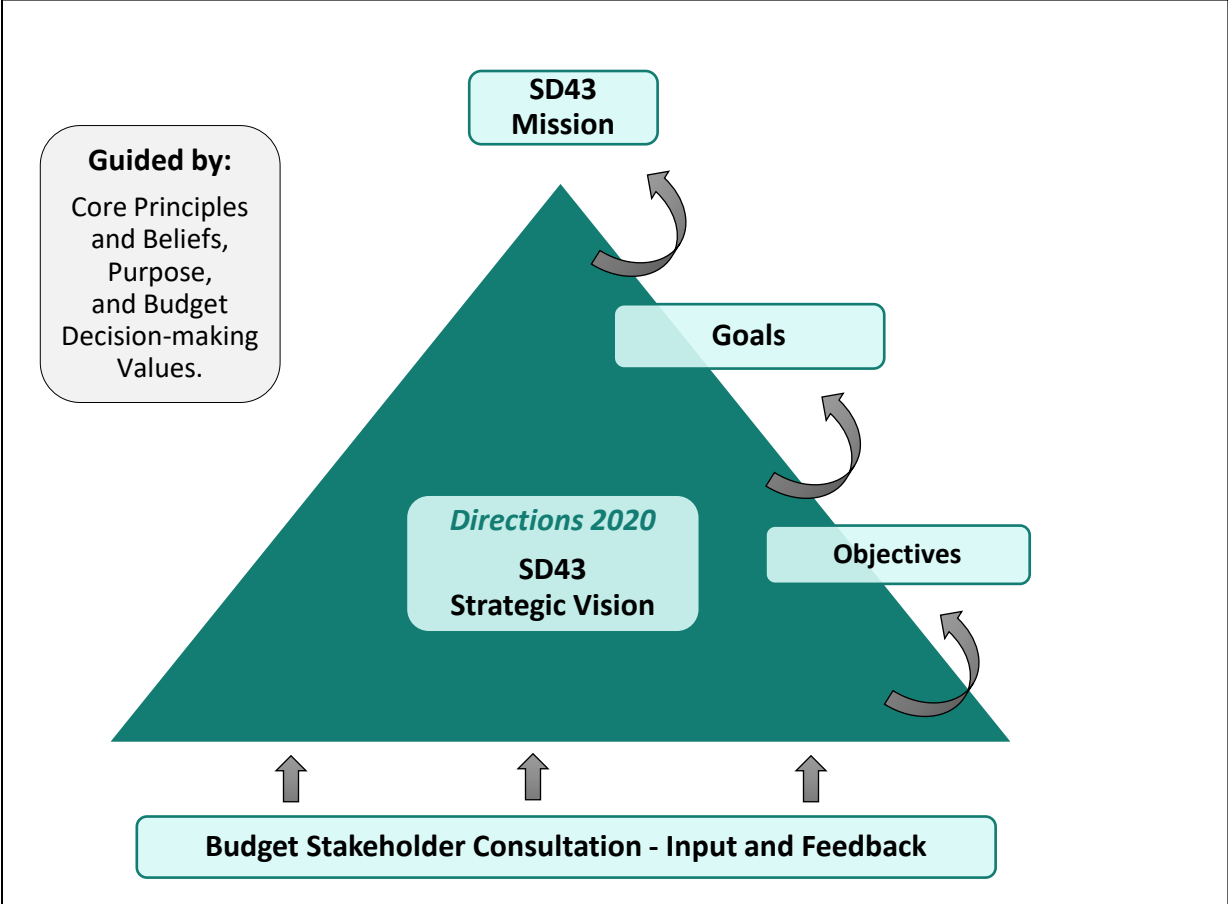 SD43
Mission
Guided by:
Core Principles
and Beliefs,
Purpose,
and Budget
Decision-making
Values.
Goals
Directions 2020
SD43
Strategic Vision
Objectives
Budget Stakeholder Consultation - Input and Feedback